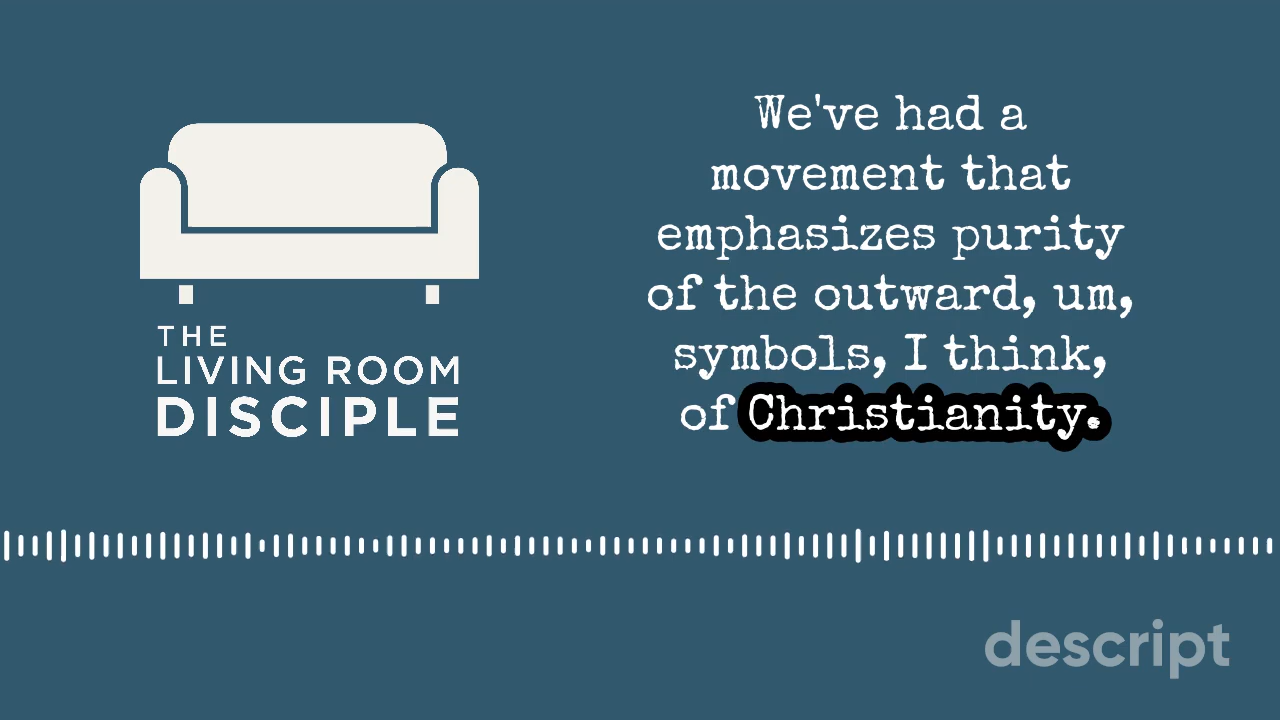 THE
LIVING ROOM
DISCIPLE
We've had a
movement that
emphasizes purity
of the outward, um,
symbols, I think,
of Christianity.
descript